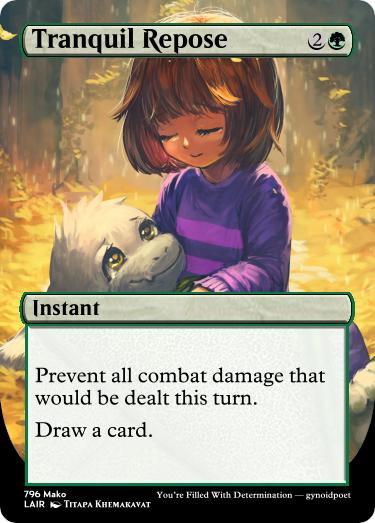 Tranquil Repose 2
Instant
Prevent all combat damage that
would be dealt this turn.
Draw a card.
796 Mako
LAIR Titapa Khemakavat
You're Filled With Determination — gynoidpoet